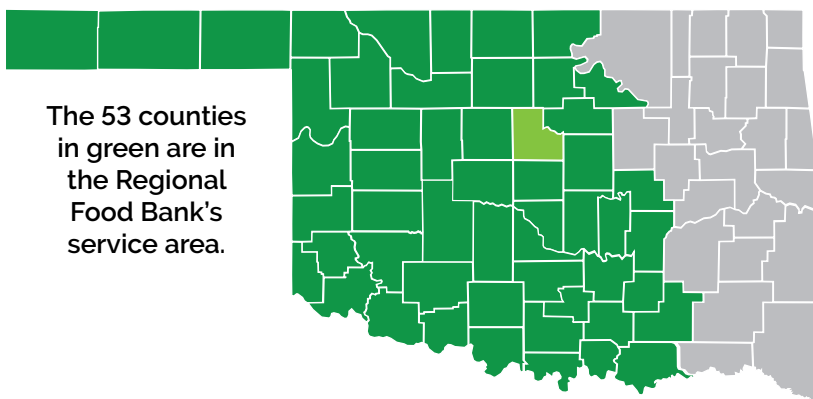 The 53 counties
in green are in
the Regional
Food Bank's
service area.